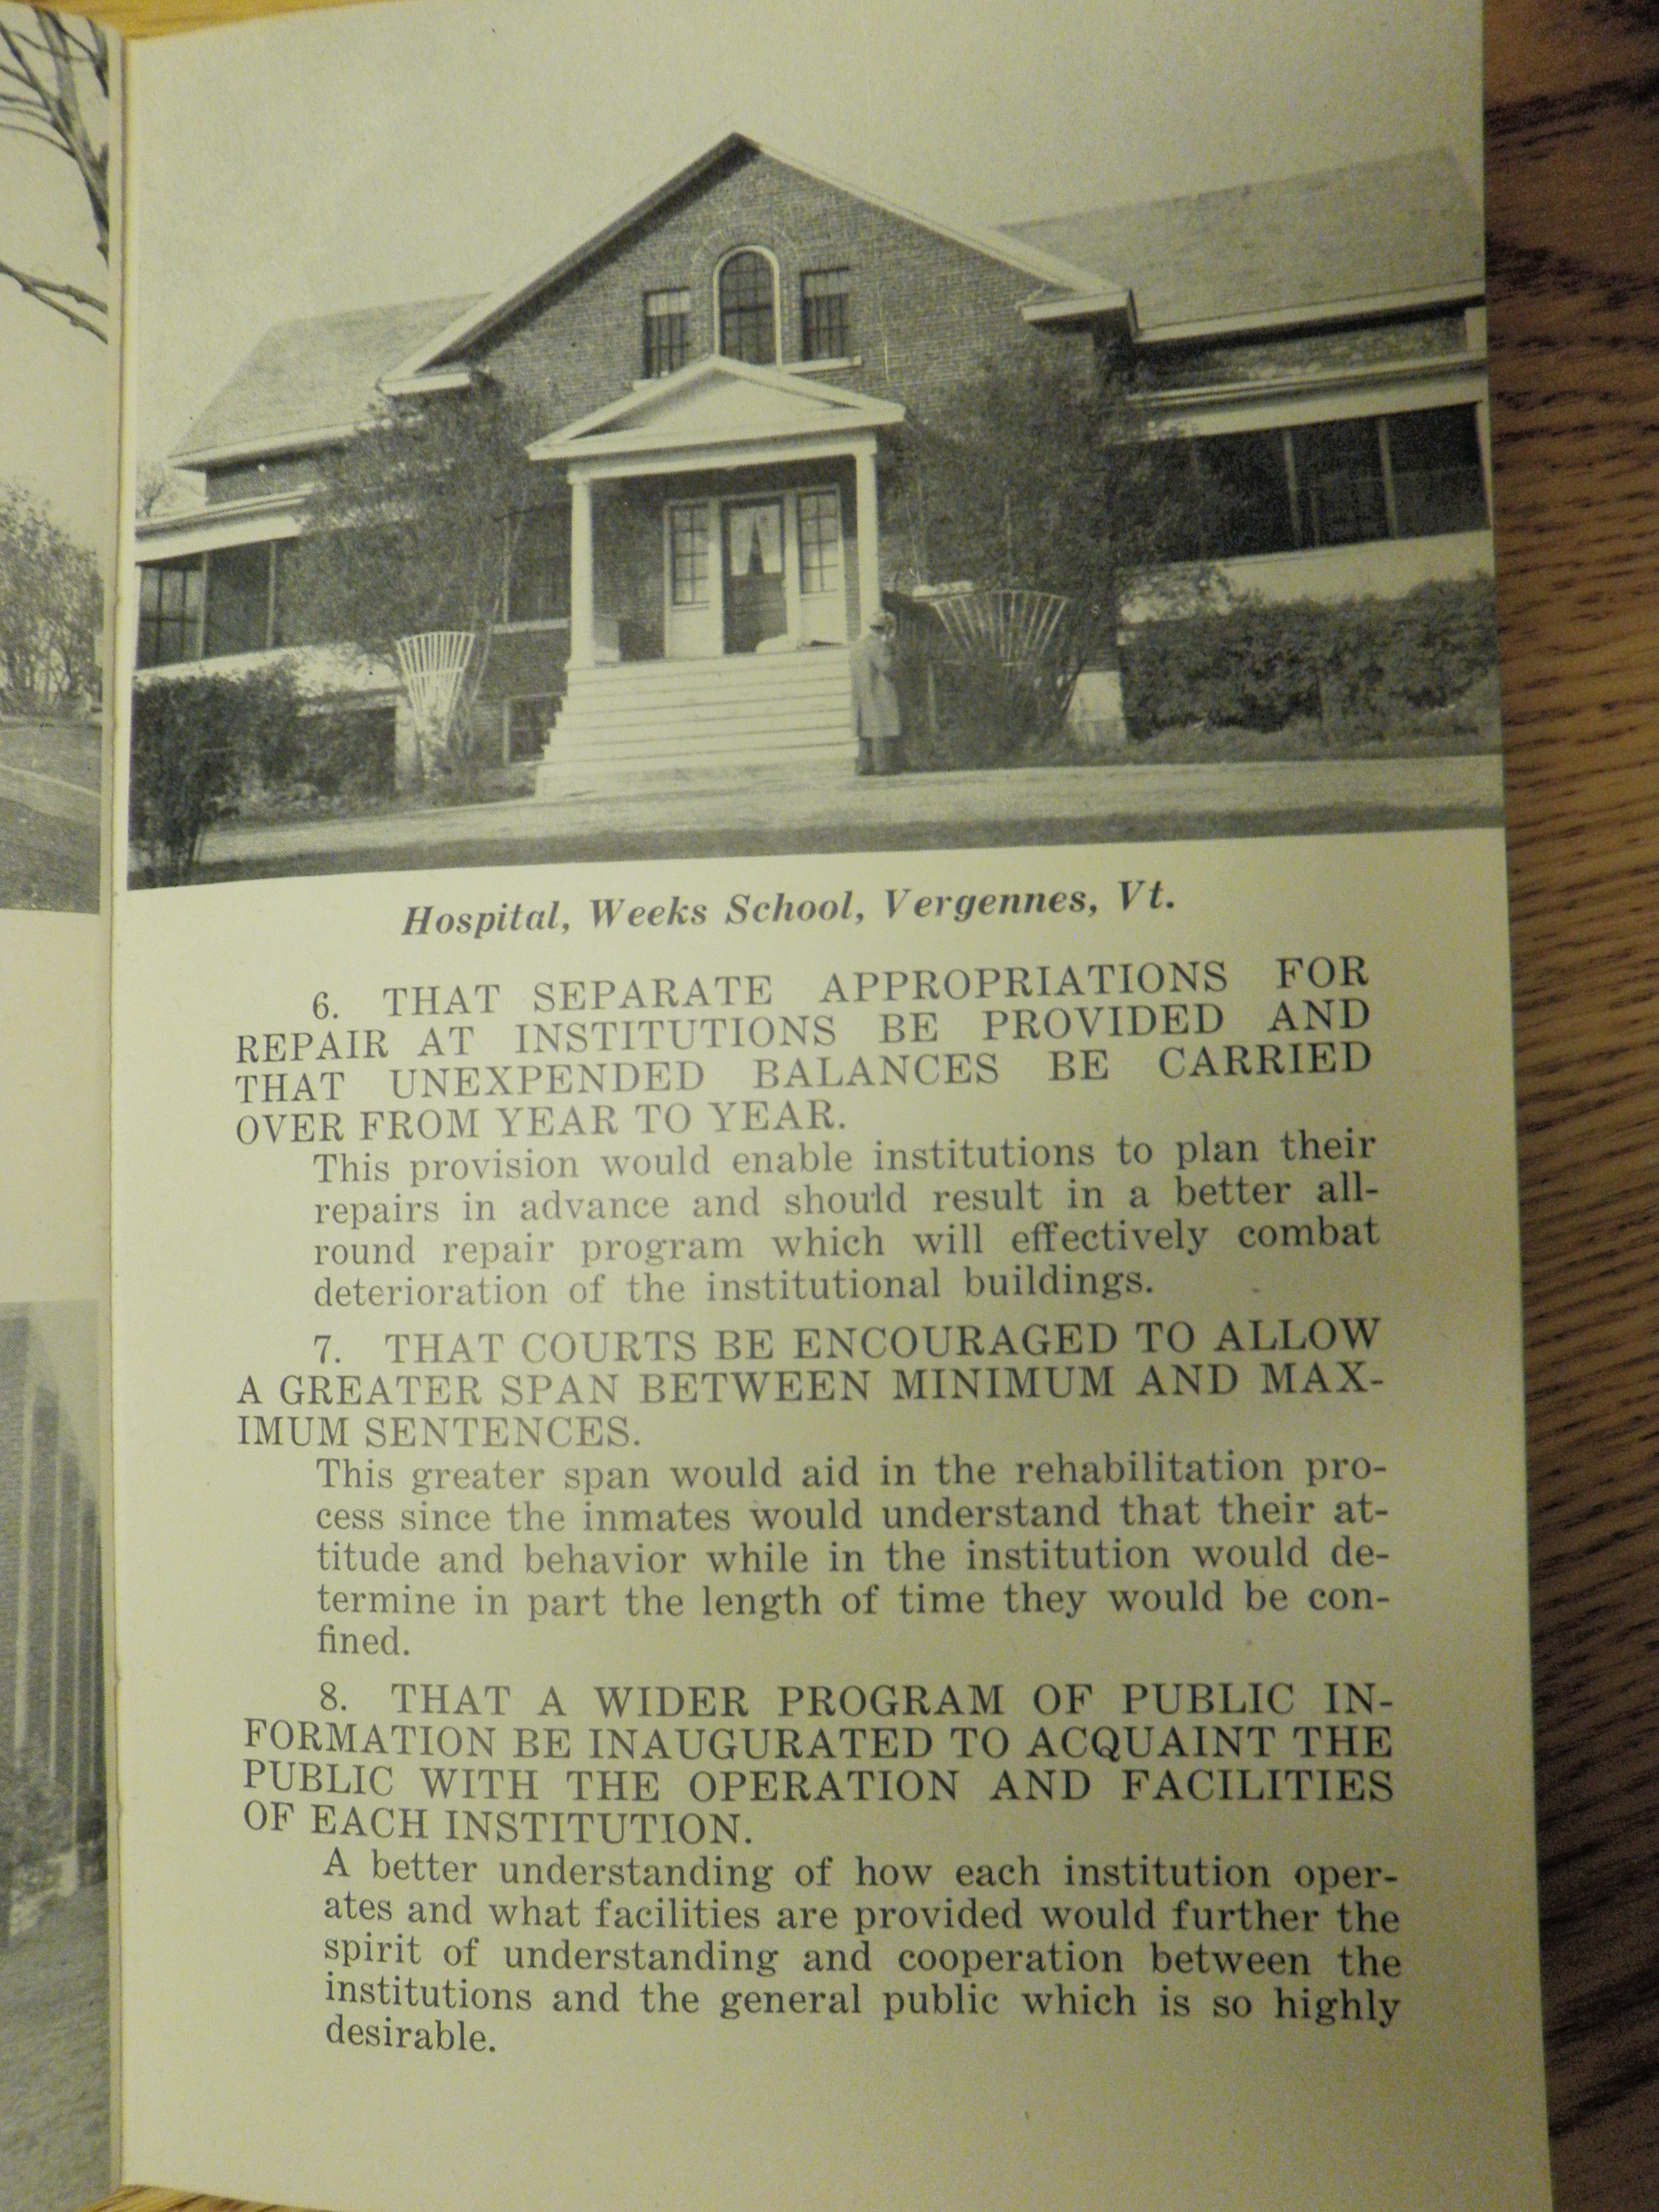 Hospital, Weeks School, Vergennes, Vt.
6. THAT SEPARATE APPROPRIATIONS FOR
REPAIR AT INSTITUTIONS BE PROVIDED AND
THAT UNEXPENDED BALANCES BE CARRIED
OVER FROM YEAR TO YEAR.
This provision would enable institutions to plan their
repairs in advance and should result in a better all-
round repair program which will effectively combat
deterioration of the institutional buildings.
7. THAT COURTS BE ENCOURAGED TO ALLOW
A GREATER SPAN BETWEEN MINIMUM AND MAX-
IMUM SENTENCES.
This greater span would aid in the rehabilitation pro-
cess since the inmates would understand that their at-
titude and behavior while in the institution would de-
termine in part the length of time they would be con-
fined.
8. THAT A WIDER PROGRAM OF PUBLIC IN-
FORMATION BE INAUGURATED TO ACQUAINT THE
PUBLIC WITH THE OPERATION AND FACILITIES
OF EACH INSTITUTION.
A better understanding of how each institution oper-
ates and what facilities are provided would further the
spirit of understanding and cooperation between the
institutions and the general public which is so highly
desirable.